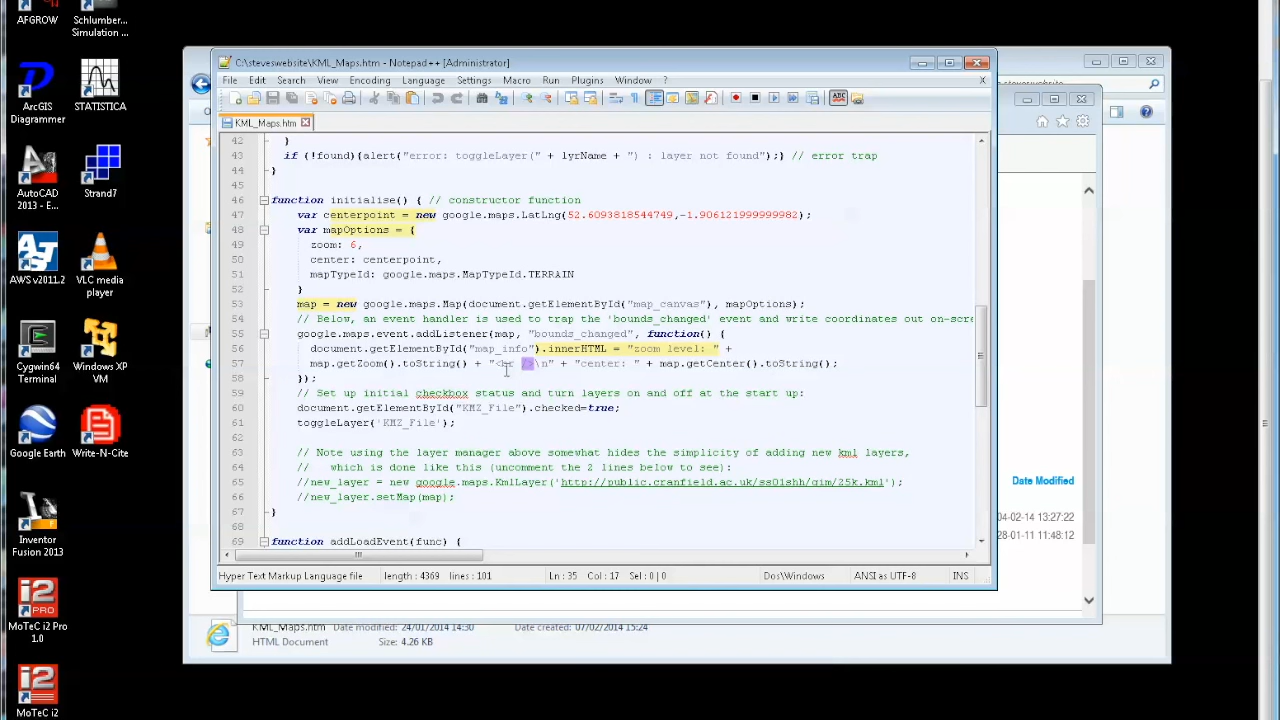 AFGROW
Schlumber...
Simulation ...
ArcGIS
Diagrammer
STATISTICA
AutoCAD
2013 - E...
Strand7
AWS v2011.2
VLC media
player
Cygwin64
Terminal
Windows XP
VM
Google Earth
Write-N-Cite
Inventor
Fusion 2013
MoTeC i2 Pro
1.0
MoTeC i2
C:\steveswebsite\KML_Maps.htm - Notepad++ [Administrator]
File Edit Search View Encoding Language Settings Macro Run Plugins Window ?
KML_Maps.htm
42 }
43 if (!found){alert("error: toggleLayer(" + lyrName + ") : layer not found");} // error trap
44 }
45
46 function initialise() { // constructor function
47 var centerpoint = new google.maps.LatLng(52.6093818544749,-1.906121999999982);
48 var mapOptions = {
49 zoom: 6,
50 center: centerpoint,
51 mapTypeId: google.maps.MapTypeId.TERRAIN
52 }
53 map = new google.maps.Map(document.getElementById("map_canvas"), mapOptions);
54 // Below, an event handler is used to trap the 'bounds_changed' event and write coordinates out on-scre
55 google.maps.event.addListener(map, "bounds_changed", function() {
56 document.getElementById("map_info").innerHTML = "zoom level: " +
57 map.getZoom().toString() + "<br />\n" + "center: " + map.getCenter().toString();
58 });
59 // Set up initial checkbox status and turn layers on and off at the start up:
60 document.getElementById("KMZ_File").checked=true;
61 toggleLayer('KMZ_File');
62
63 // Note using the layer manager above somewhat hides the simplicity of adding new kml layers,
64 // which is done like this (uncomment the 2 lines below to see):
65 //new_layer = new google.maps.KmlLayer('http://public.cranfield.ac.uk/ss01shh/gim/25k.kml');
66 //new_layer.setMap(map);
67 }
68
69 function addLoadEvent(func) {
Hyper Text Markup Language file length : 4369 lines : 101 Ln : 35 Col : 17 Sel : 0 | 0 Dos\Windows ANSI as UTF-8 INS
Date Modified
04-02-14 13:27:22
28-01-11 11:48:12
KML_Maps.htm Date modified: 24/01/2014 14:30 Date created: 07/02/2014 15:24
HTML Document Size: 4.26 KB